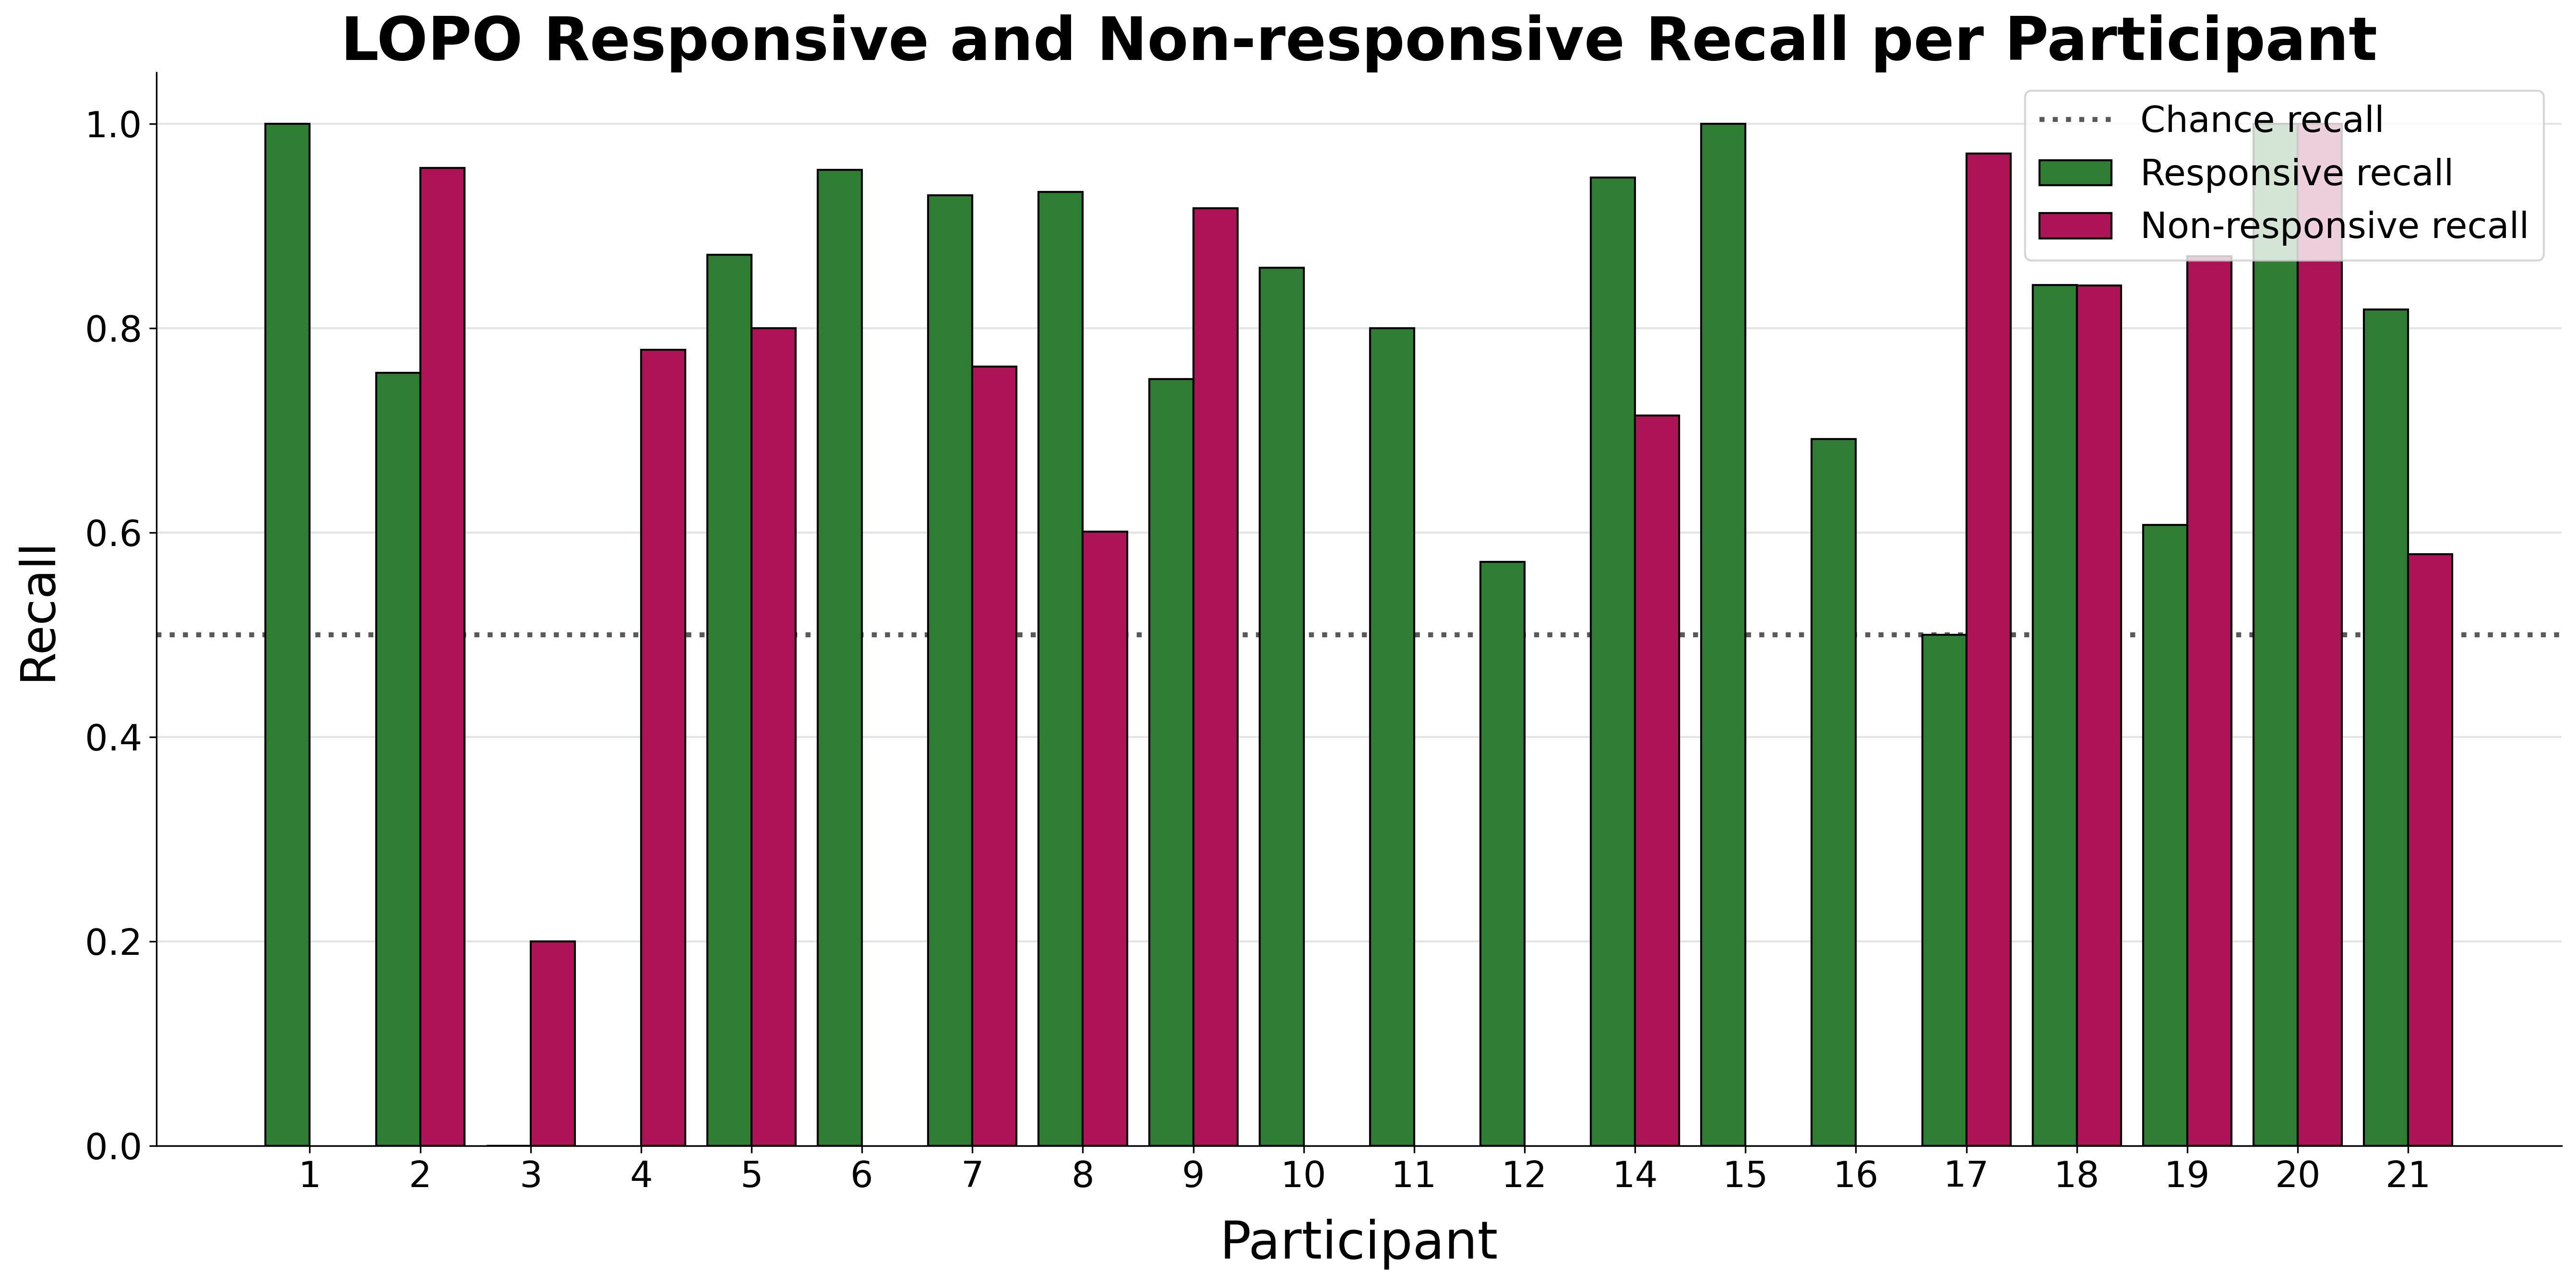 LOPO Responsive and Non-responsive Recall per Participant
Chance recall
Responsive recall
Non-responsive recall
1.0
0.8
0.6
0.4
0.2
0.0
Recall
1 2 3 4 5 6 7 8 9 10 11 12 14 15 16 17 18 19 20 21
Participant